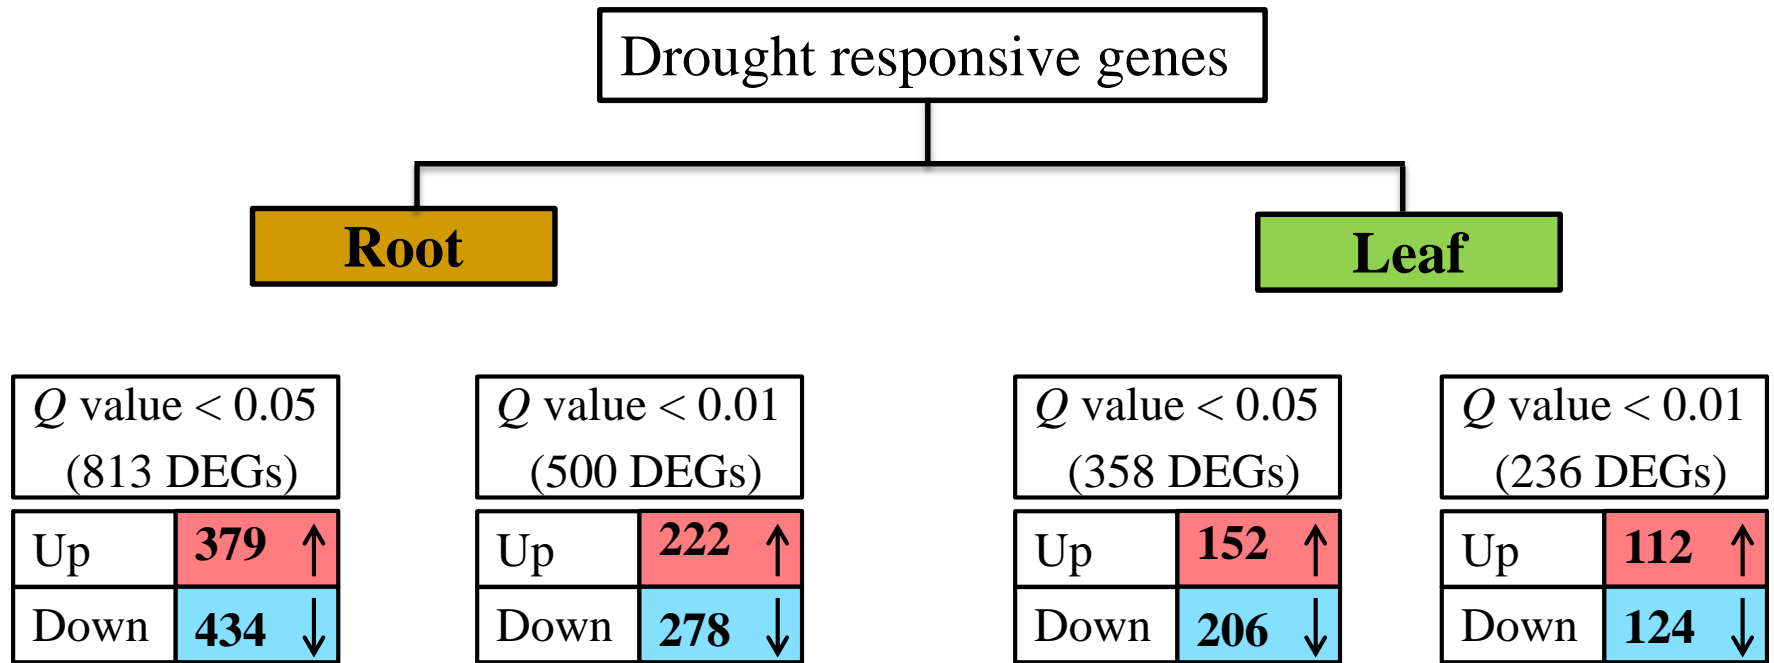 Drought responsive genes
Root
Leaf
Q value < 0.05
(813 DEGs)
Up 379 ↑
Down 434 ↓
Q value < 0.01
(500 DEGs)
Up 222 ↑
Down 278 ↓
Q value < 0.05
(358 DEGs)
Up 152 ↑
Down 206 ↓
Q value < 0.01
(236 DEGs)
Up 112 ↑
Down 124 ↓